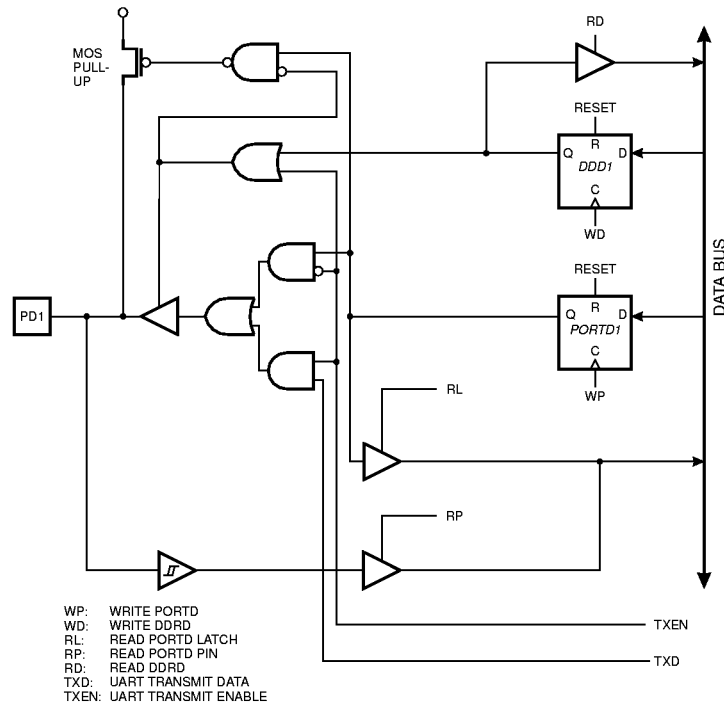 RD
MOS
PULL-
UP
RESET
R
Q
D
DDD1
C
WD
RESET
R
Q
D
PORTD1
C
WP
DATA BUS
PD1
RL
RP
TXEN
TXD
WP: WRITE PORTD
WD: WRITE DDRD
RL: READ PORTD LATCH
RP: READ PORTD PIN
RD: READ DDRD
TXD: UART TRANSMIT DATA
TXEN: UART TRANSMIT ENABLE